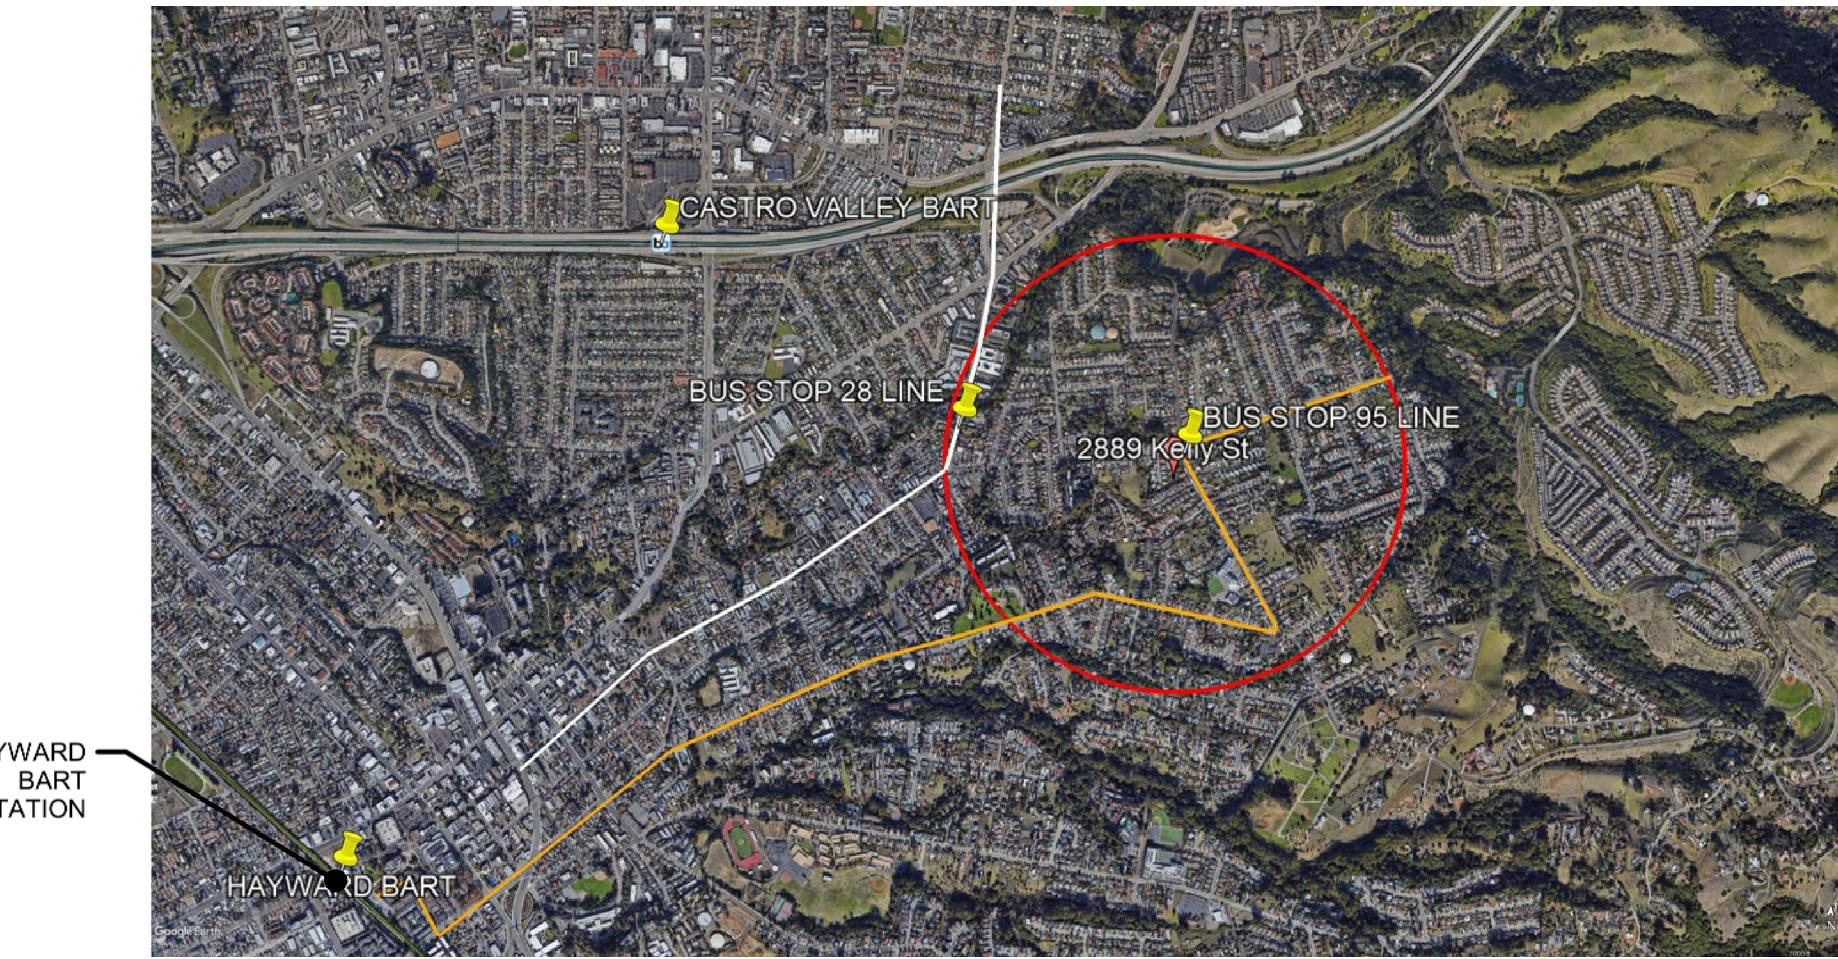 CASTRO VALLEY BART
BUS STOP 28 LINE
BUS STOP 95 LINE
2889 Kelly St
YWARD
BART
TATION
HAYWARD BART
Google Earth
A
N